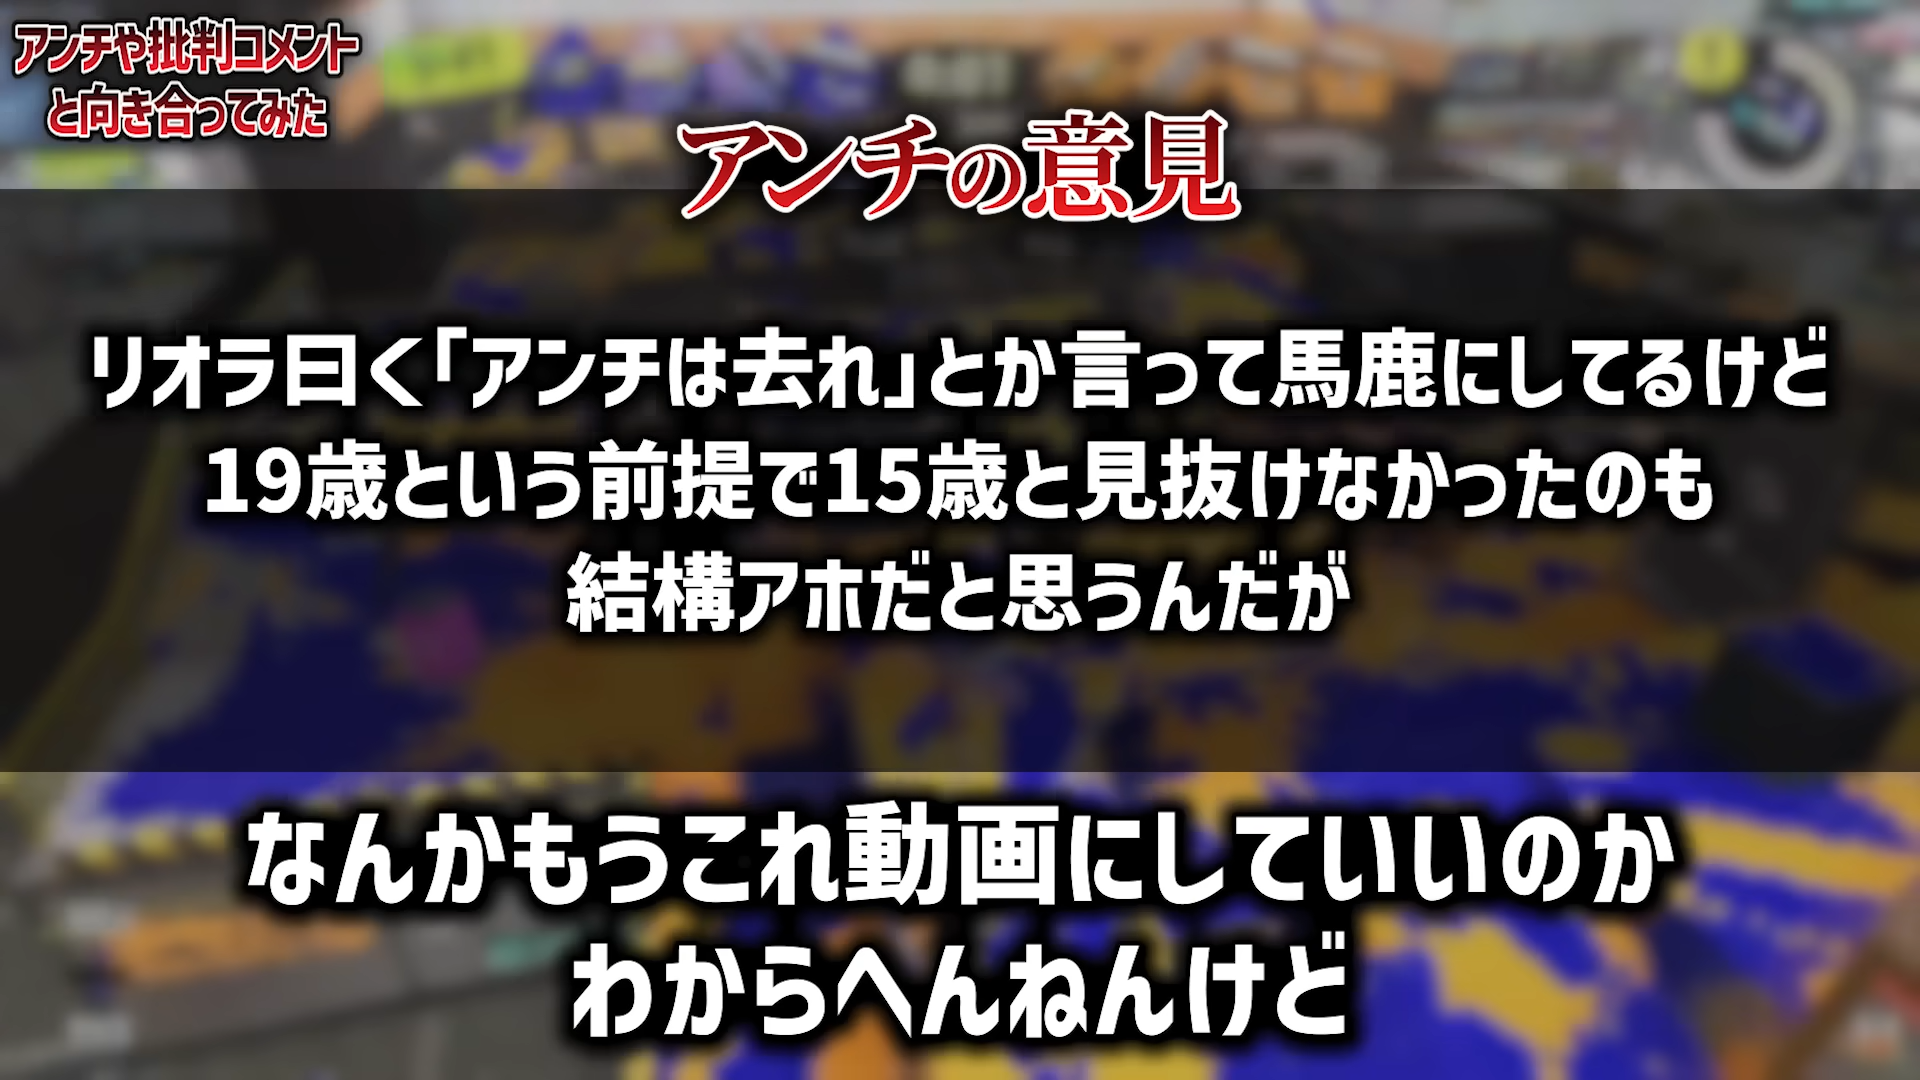 アンチや批判コメント
と向き合ってみた
アンチの意見
リオラ曰く「アンチは去れ」とか言って馬鹿にしてるけど
19歳という前提で15歳と見抜けなかったのも
結構アホだと思うんだが
なんかもうこれ動画にしていいのか
わからへんねんけど